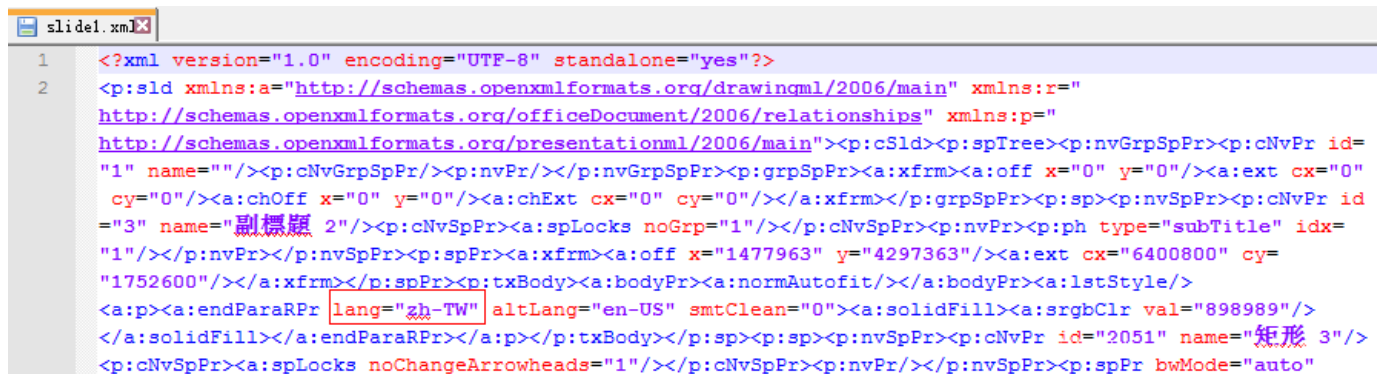 slide1.xml
1 <?xml version="1.0" encoding="UTF-8" standalone="yes"?>
2 <p:sld xmlns:a="http://schemas.openxmlformats.org/drawingml/2006/main" xmlns:r="
http://schemas.openxmlformats.org/officeDocument/2006/relationships" xmlns:p="
http://schemas.openxmlformats.org/presentationml/2006/main"><p:cSld><p:spTree><p:nvGrpSpPr><p:cNvPr id=
"1" name=""/><p:cNvGrpSpPr/><p:nvPr/></p:nvGrpSpPr><p:grpSpPr><a:xfrm><a:off x="0" y="0"/><a:ext cx="0"
cy="0"/><a:chOff x="0" y="0"/><a:chExt cx="0" cy="0"/></a:xfrm></p:grpSpPr><p:sp><p:nvSpPr><p:cNvPr id
="3" name="副標題 2"/><p:cNvSpPr><a:spLocks noGrp="1"/></p:cNvSpPr><p:nvPr><p:ph type="subTitle" idx=
"1"/></p:nvPr></p:nvSpPr><p:spPr><a:xfrm><a:off x="1477963" y="4297363"/><a:ext cx="6400800" cy=
"1752600"/></a:xfrm></p:spPr><p:txBody><a:bodyPr><a:normAutofit/></a:bodyPr><a:lstStyle/>
<a:p><a:endParaRPr lang="zh-TW" altLang="en-US" smtClean="0"><a:solidFill><a:srgbClr val="898989"/>
</a:solidFill></a:endParaRPr></a:p></p:txBody></p:sp><p:sp><p:nvSpPr><p:cNvPr id="2051" name="矩形 3"/>
<p:cNvSpPr><a:spLocks noChangeArrowheads="1"/></p:cNvSpPr><p:nvPr/></p:nvSpPr><p:spPr bwMode="auto"